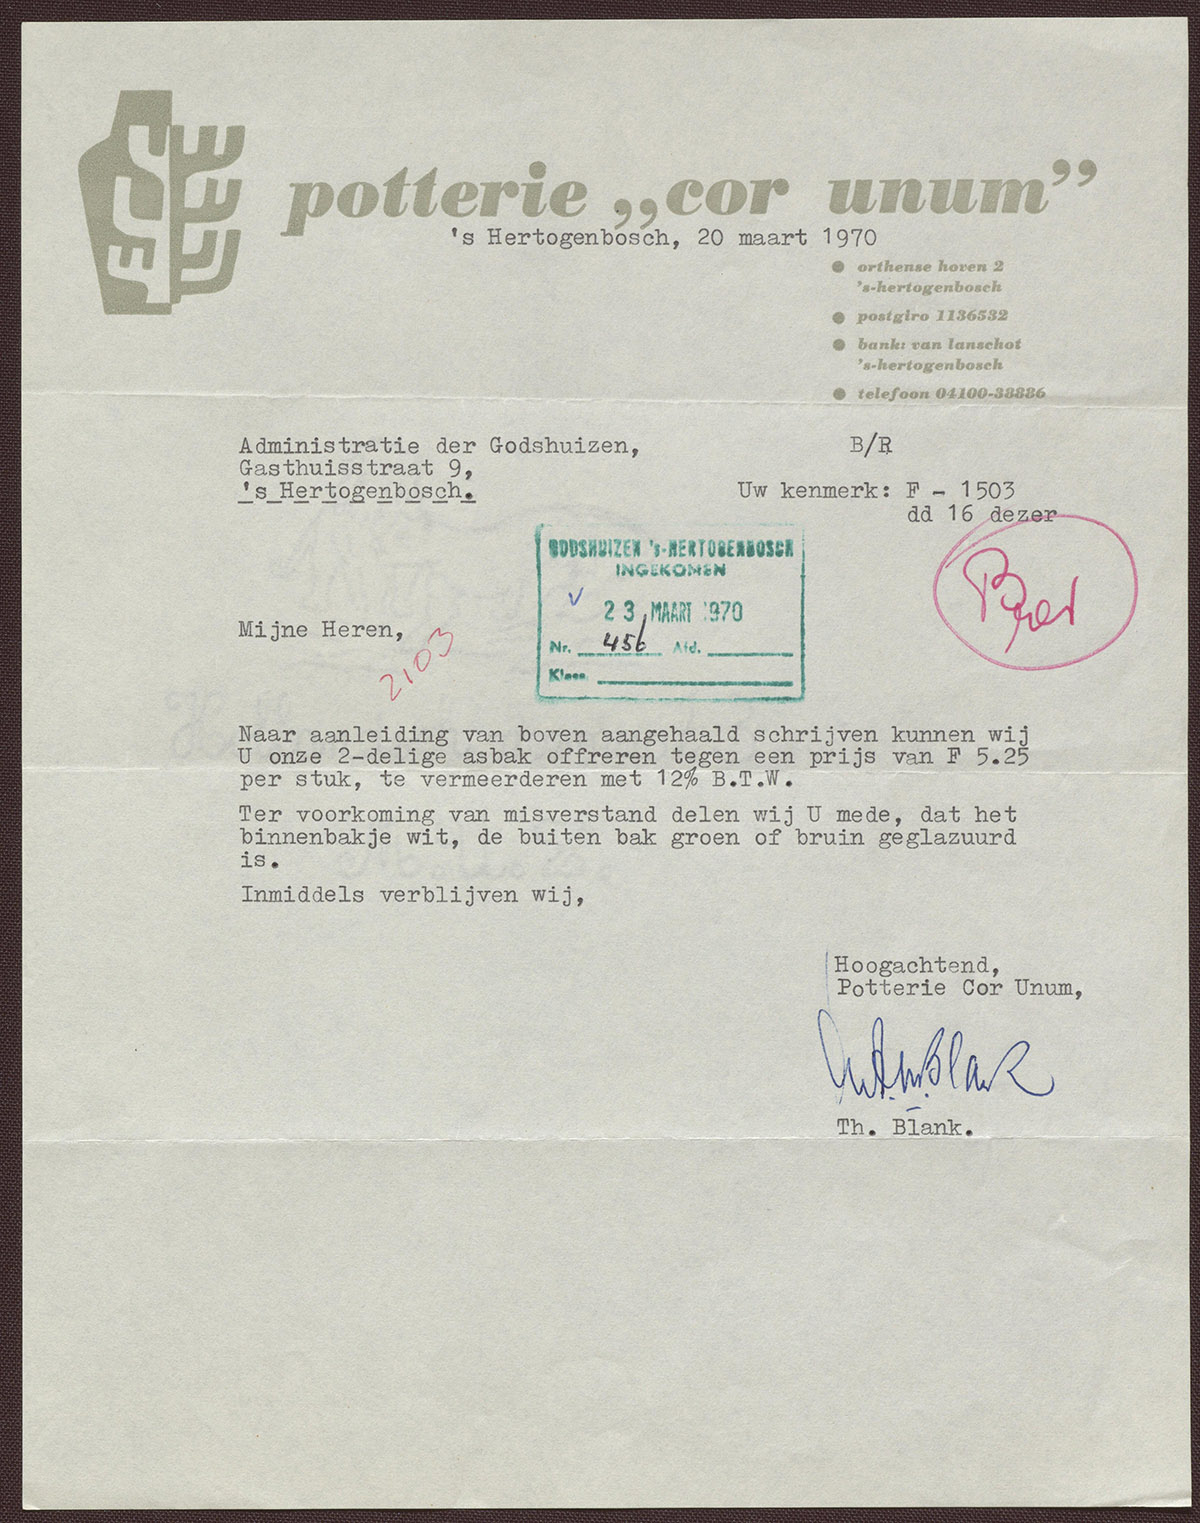 potterie „cor unum”
's Hertogenbosch, 20 maart 1970
orthense hoven 2
's-hertogenbosch
postgiro 1136532
bank: van lanschot
's-hertogenbosch
telefoon 04100-38886
Administratie der Godshuizen,
Gasthuisstraat 9,
's Hertogenbosch.
B/R
Uw kenmerk: F - 1503
dd 16 dezer
GODSHUIZEN 's-HERTOGENBOSCH
INGEKOMEN
23 MAART 1970
Nr. 456 Afd.
Klass.
Mijne Heren,
2103
Naar aanleiding van boven aangehaald schrijven kunnen wij
U onze 2-delige asbak offreren tegen een prijs van F 5.25
per stuk, te vermeerderen met 12% B.T.W.
Ter voorkoming van misverstand delen wij U mede, dat het
binnenbakje wit, de buiten bak groen of bruin geglazuurd
is.
Inmiddels verblijven wij,
Hoogachtend,
Potterie Cor Unum,
Blank
Th. Blank.